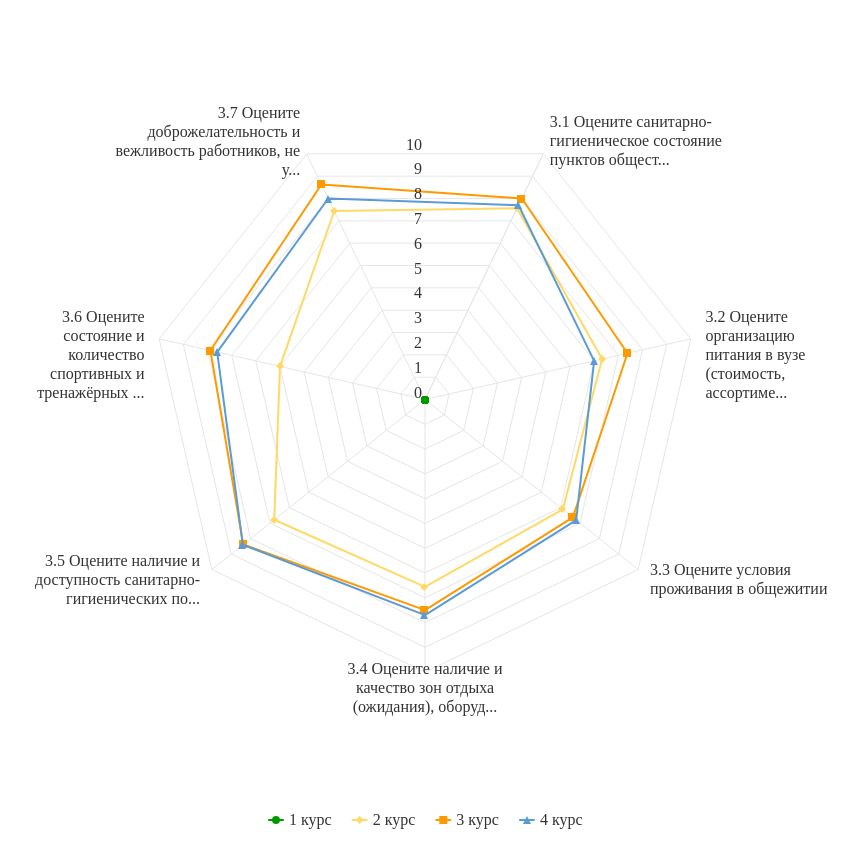 3.7 Оцените
доброжелательность и
вежливость работников, не
у...
3.1 Оцените санитарно-
гигиеническое состояние
пунктов общест...
10
9
8
7
6
5
4
3
2
1
0
3.6 Оцените
состояние и
количество
спортивных и
тренажёрных ...
3.2 Оцените
организацию
питания в вузе
(стоимость,
ассортиме...
3.5 Оцените наличие и
доступность санитарно-
гигиенических по...
3.3 Оцените условия
проживания в общежитии
3.4 Оцените наличие и
качество зон отдыха
(ожидания), оборуд...
1 курс 2 курс 3 курс 4 курс